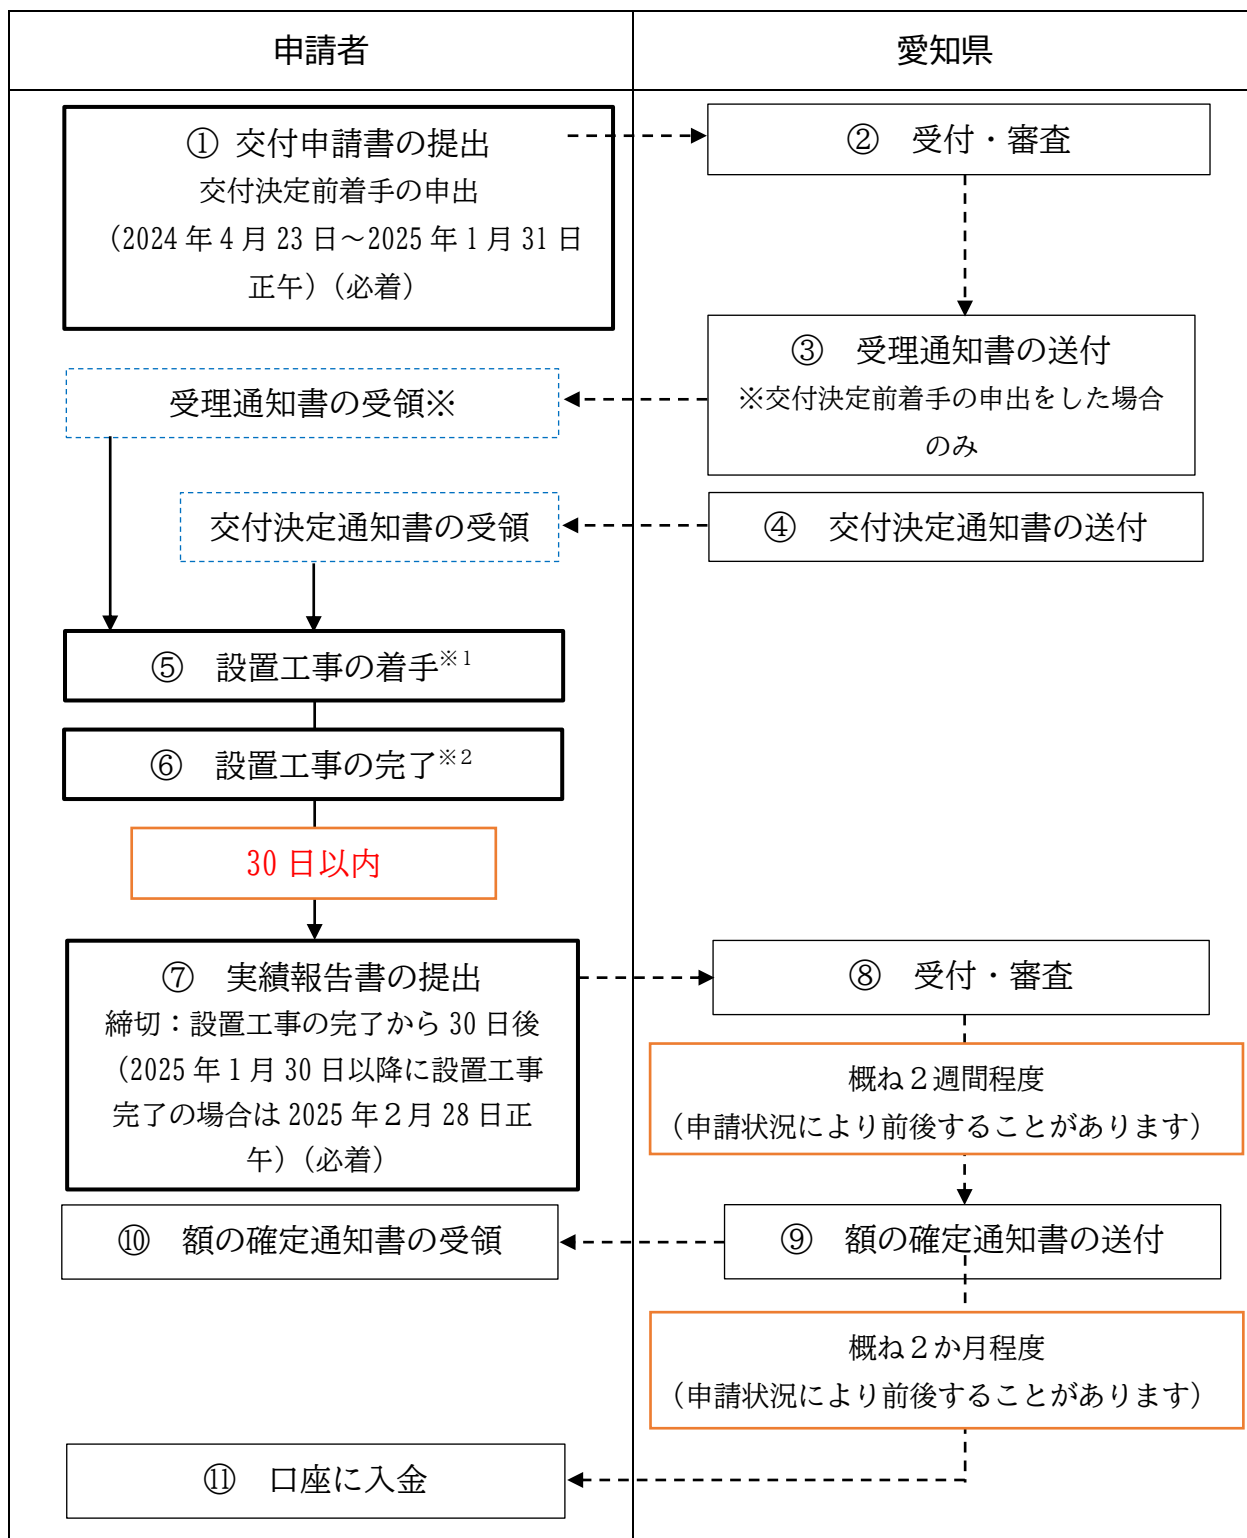 申請者
愛知県
① 交付申請書の提出
交付決定前着手の申出
（2024 年 4 月 23 日～2025 年 1 月 31 日
正午）（必着）
② 受付・審査
③ 受理通知書の送付
※交付決定前着手の申出をした場合
のみ
受理通知書の受領※
交付決定通知書の受領
④ 交付決定通知書の送付
⑤ 設置工事の着手※1
⑥ 設置工事の完了※2
30 日以内
⑦ 実績報告書の提出
締切：設置工事の完了から 30 日後
（2025 年 1 月 30 日以降に設置工事
完了の場合は 2025 年２月 28 日正
午）（必着）
⑧ 受付・審査
概ね２週間程度
（申請状況により前後することがあります）
⑨ 額の確定通知書の送付
⑩ 額の確定通知書の受領
概ね２か月程度
（申請状況により前後することがあります）
⑪ 口座に入金